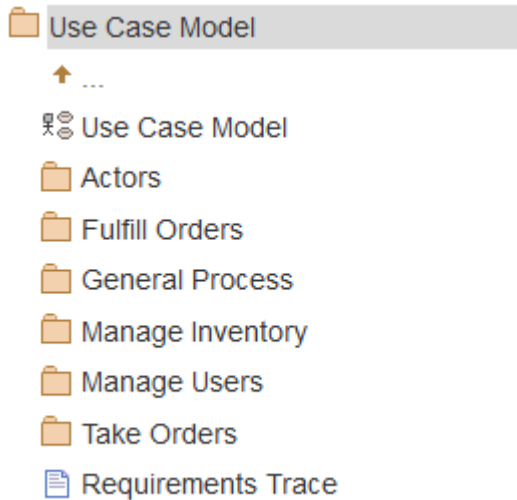 Use Case Model
...
Use Case Model
Actors
Fulfill Orders
General Process
Manage Inventory
Manage Users
Take Orders
Requirements Trace